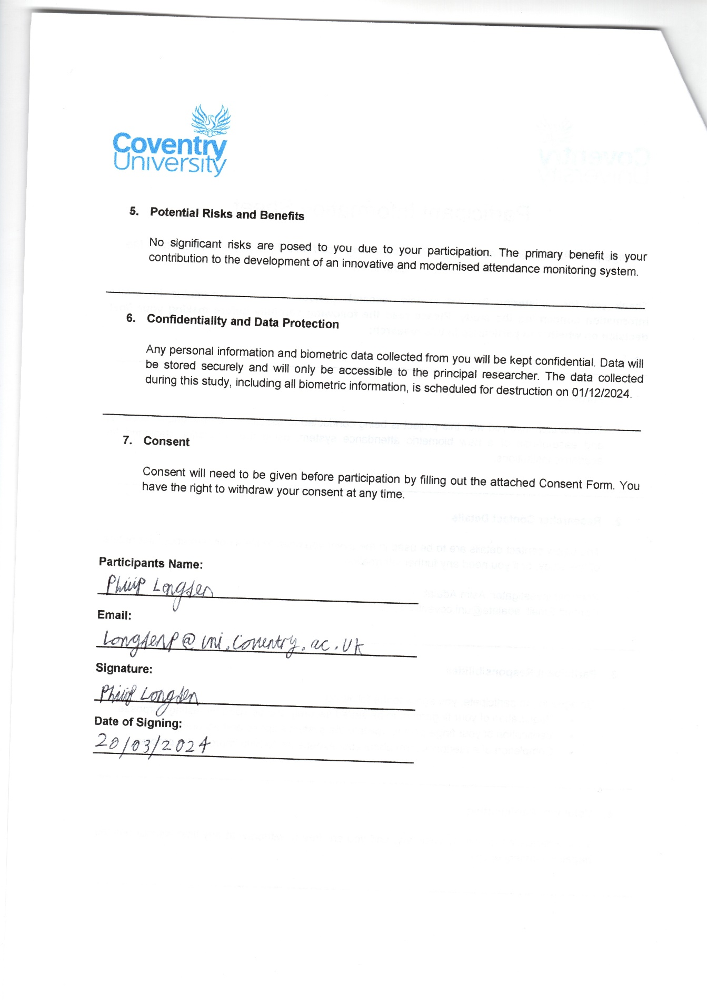 Coventry
University
5. Potential Risks and Benefits
No significant risks are posed to you due to your participation. The primary benefit is your
contribution to the development of an innovative and modernised attendance monitoring system.
6. Confidentiality and Data Protection
Any personal information and biometric data collected from you will be kept confidential. Data will
be stored securely and will only be accessible to the principal researcher. The data collected
during this study, including all biometric information, is scheduled for destruction on 01/12/2024.
7. Consent
Consent will need to be given before participation by filling out the attached Consent Form. You
have the right to withdraw your consent at any time.
Participants Name:
Philip Longden
Email:
Longdenp@uni.coventry.ac.uk
Signature:
Philip Longden
Date of Signing:
20/03/2024